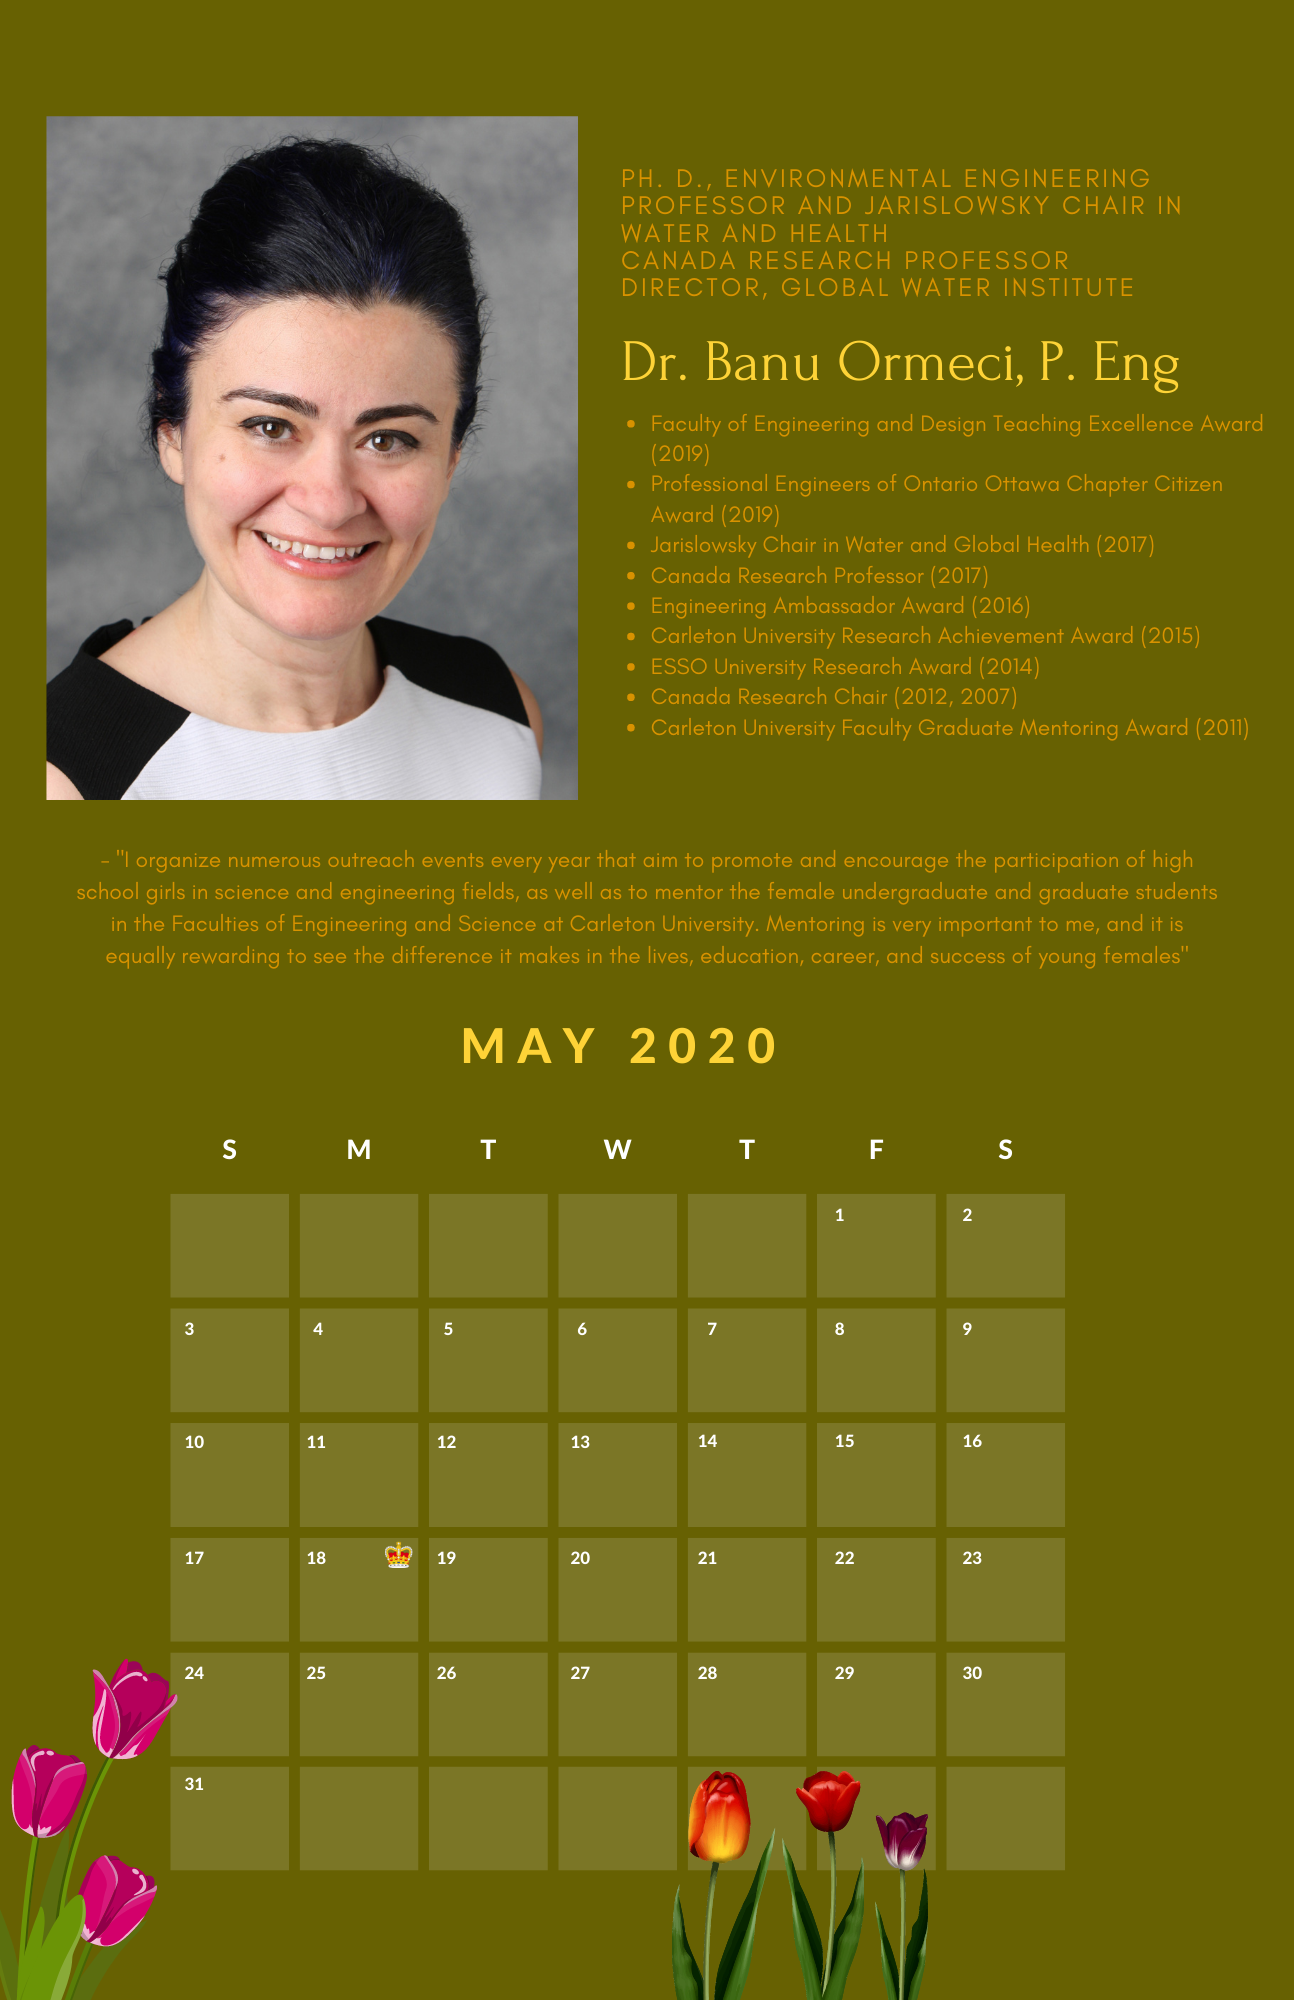 PH. D., ENVIRONMENTAL ENGINEERING
PROFESSOR AND JARISLOWSKY CHAIR IN
WATER AND HEALTH
CANADA RESEARCH PROFESSOR
DIRECTOR, GLOBAL WATER INSTITUTE
Dr. Banu Ormeci, P. Eng
• Faculty of Engineering and Design Teaching Excellence Award
(2019)
• Professional Engineers of Ontario Ottawa Chapter Citizen
Award (2019)
• Jarislowsky Chair in Water and Global Health (2017)
• Canada Research Professor (2017)
• Engineering Ambassador Award (2016)
• Carleton University Research Achievement Award (2015)
• ESSO University Research Award (2014)
• Canada Research Chair (2012, 2007)
• Carleton University Faculty Graduate Mentoring Award (2011)
- "I organize numerous outreach events every year that aim to promote and encourage the participation of high
school girls in science and engineering fields, as well as to mentor the female undergraduate and graduate students
in the Faculties of Engineering and Science at Carleton University. Mentoring is very important to me, and it is
equally rewarding to see the difference it makes in the lives, education, career, and success of young females"
MAY 2020
S M T W T F S
1 2
3 4 5 6 7 8 9
10 11 12 13 14 15 16
17 18 19 20 21 22 23
24 25 26 27 28 29 30
31